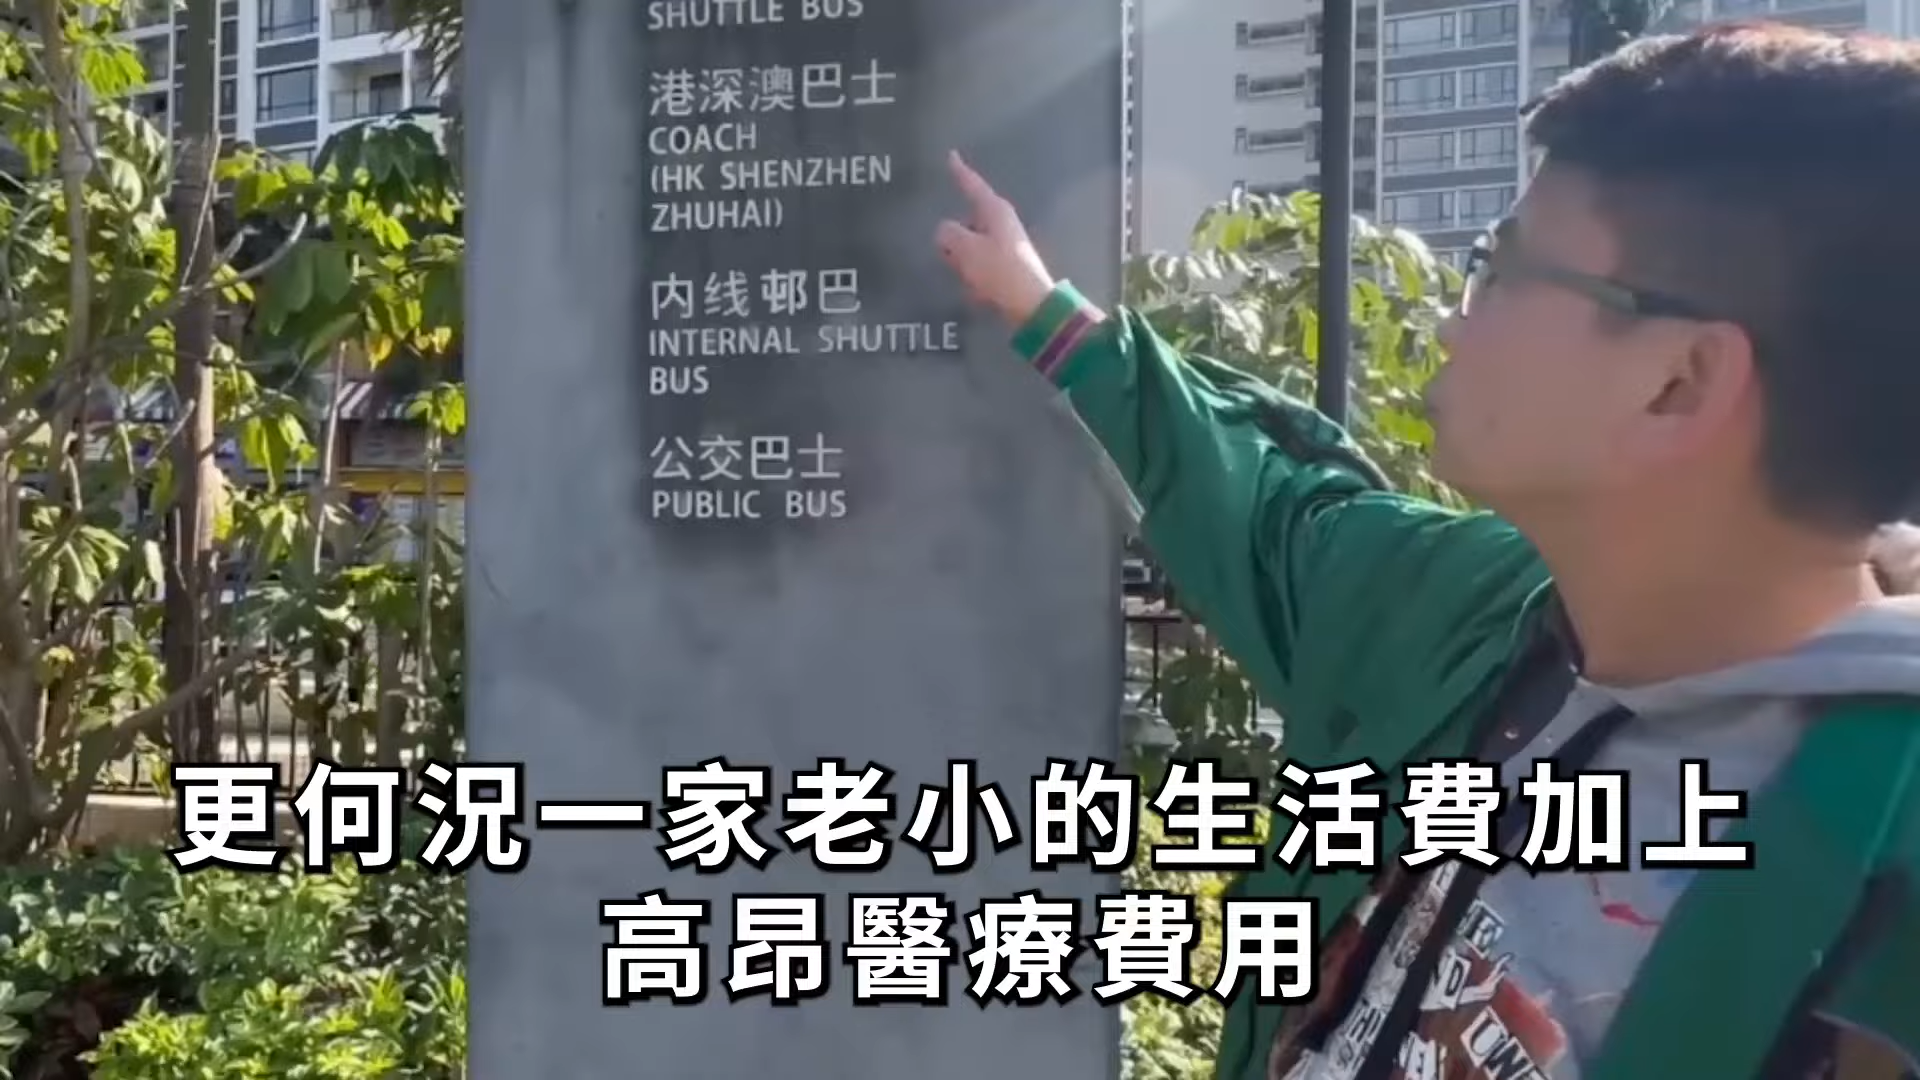 SHUTTLE BUS
港深澳巴士
COACH
(HK SHENZHEN
ZHUHAI)
内线邨巴
INTERNAL SHUTTLE
BUS
公交巴士
PUBLIC BUS
更何況一家老小的生活費加上
高昂醫療費用